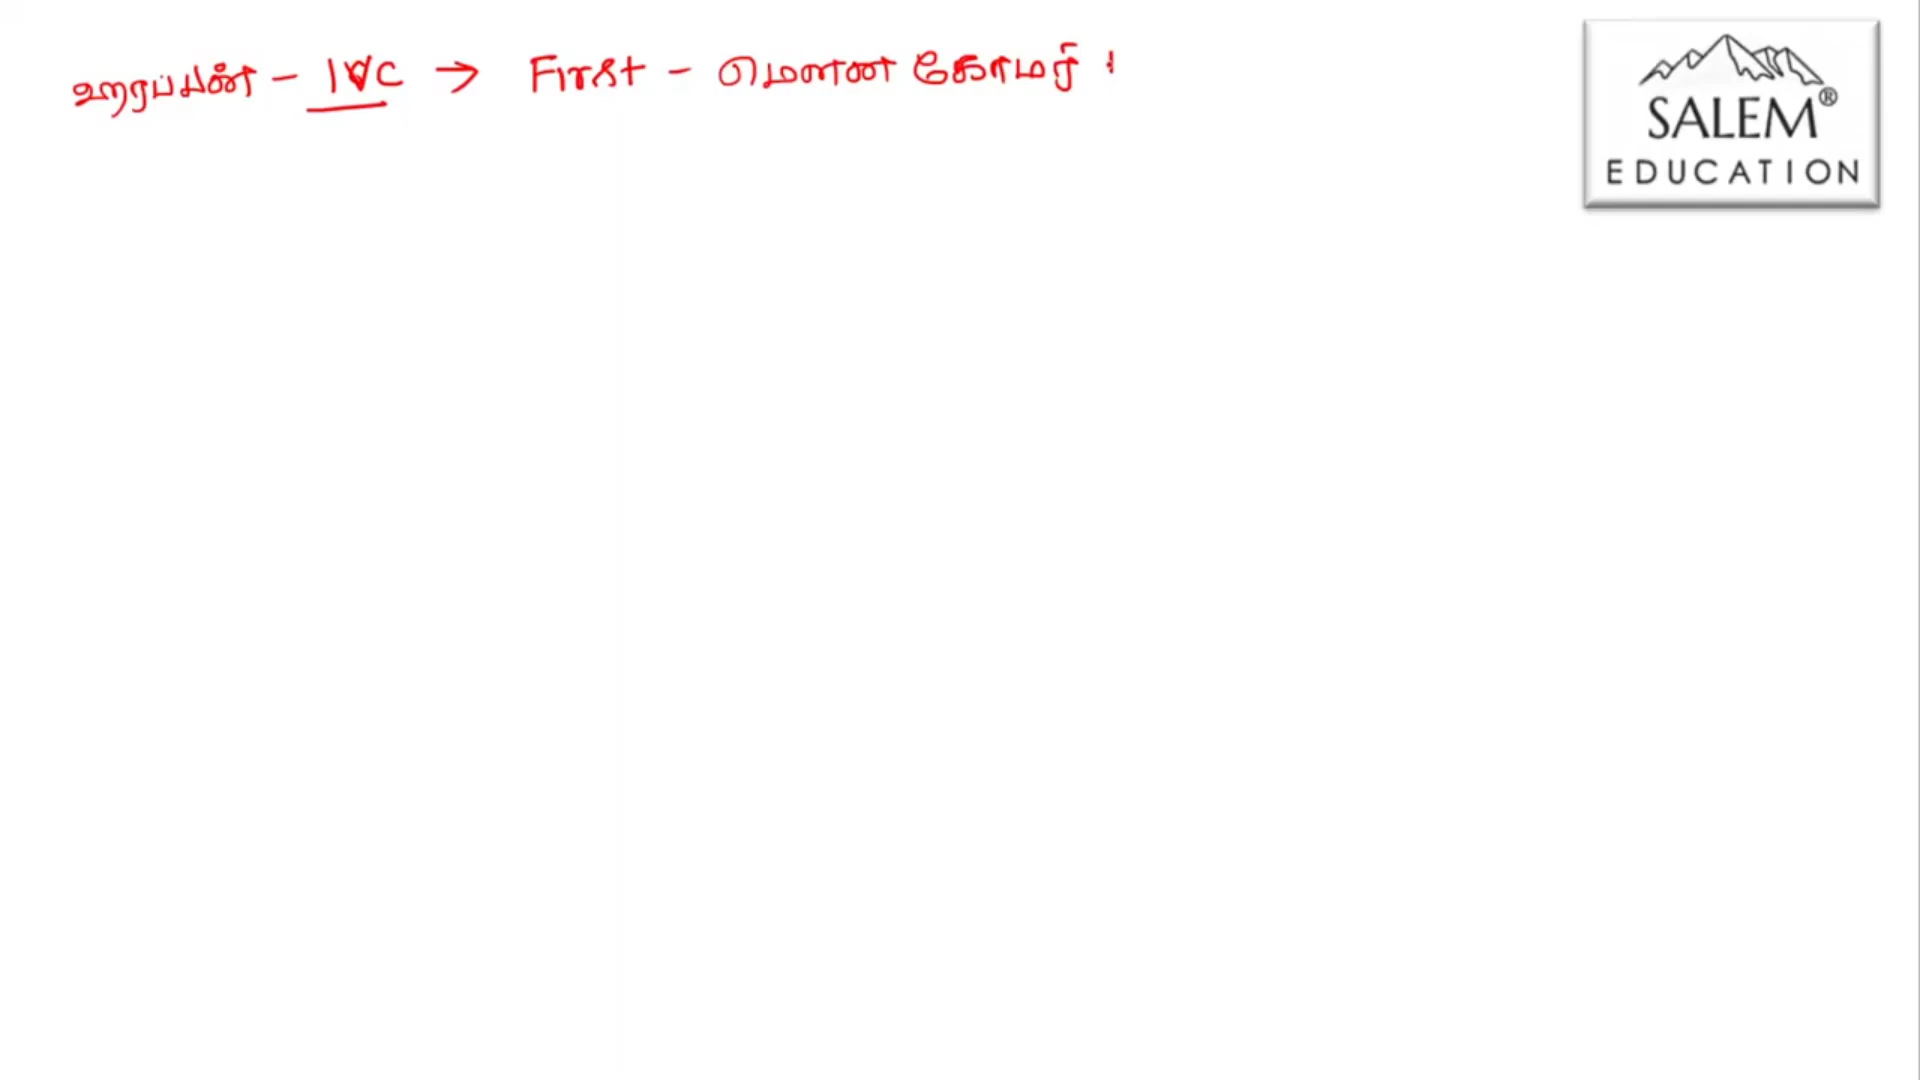 ஹரப்பன் - IVC → First - மௌன கோமர்
SALEM®
EDUCATION